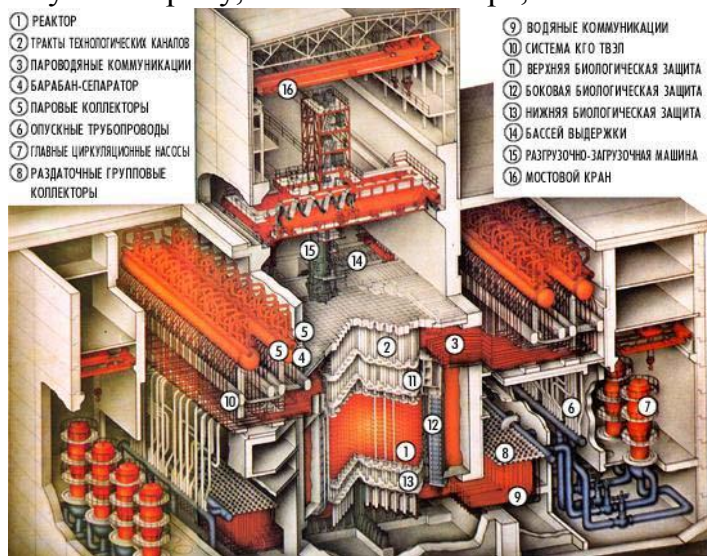 ① РЕАКТОР
② ТРАКТЫ ТЕХНОЛОГИЧЕСКИХ КАНАЛОВ
③ ПАРОВОДЯНЫЕ КОММУНИКАЦИИ
④ БАРАБАН-СЕПАРАТОР
⑤ ПАРОВЫЕ КОЛЛЕКТОРЫ
⑥ ОПУСКНЫЕ ТРУБОПРОВОДЫ
⑦ ГЛАВНЫЕ ЦИРКУЛЯЦИОННЫЕ НАСОСЫ
⑧ РАЗДАТОЧНЫЕ ГРУППОВЫЕ
КОЛЛЕКТОРЫ
⑨ ВОДЯНЫЕ КОММУНИКАЦИИ
⑩ СИСТЕМА КГО ТВЭЛ
⑪ ВЕРХНЯЯ БИОЛОГИЧЕСКАЯ ЗАЩИТА
⑫ БОКОВАЯ БИОЛОГИЧЕСКАЯ ЗАЩИТА
⑬ НИЖНЯЯ БИОЛОГИЧЕСКАЯ ЗАЩИТА
⑭ БАССЕЙ ВЫДЕРЖКИ
⑮ РАЗГРУЗОЧНО-ЗАГРУЗОЧНАЯ МАШИНА
⑯ МОСТОВОЙ КРАН
⑯
⑮
⑭
⑤
②
③
⑤
④
⑪
⑩
⑫
⑥
⑦
①
⑧
⑬
⑨